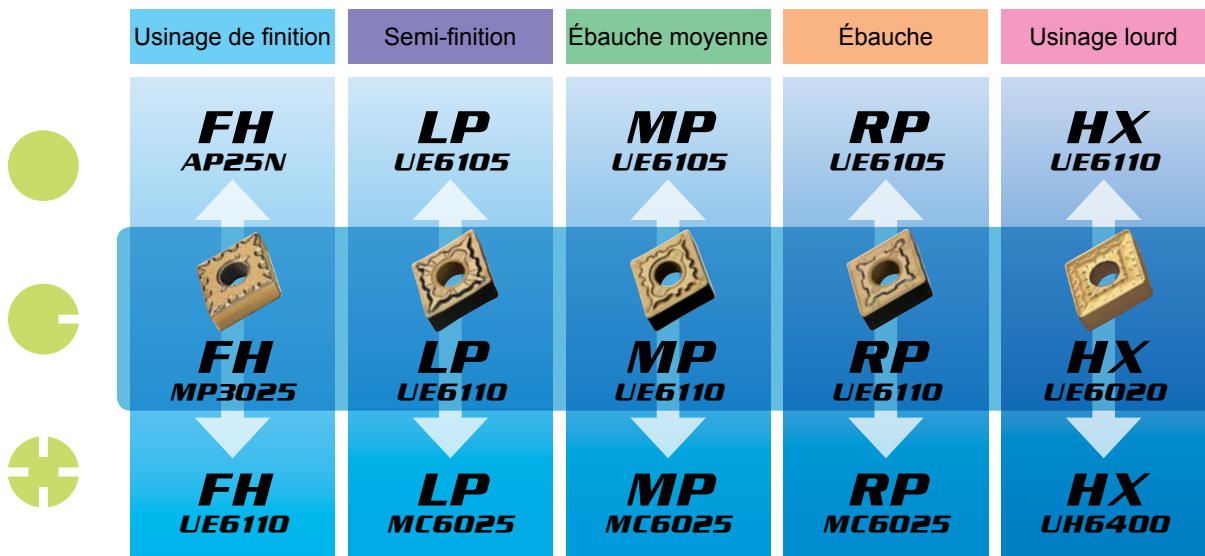 Usinage de finition
Semi-finition
Ébauche moyenne
Ébauche
Usinage lourd
FH
AP25N
LP
UE6105
MP
UE6105
RP
UE6105
HX
UE6110
FH
MP3025
LP
UE6110
MP
UE6110
RP
UE6110
HX
UE6020
FH
UE6110
LP
MC6025
MP
MC6025
RP
MC6025
HX
UH6400